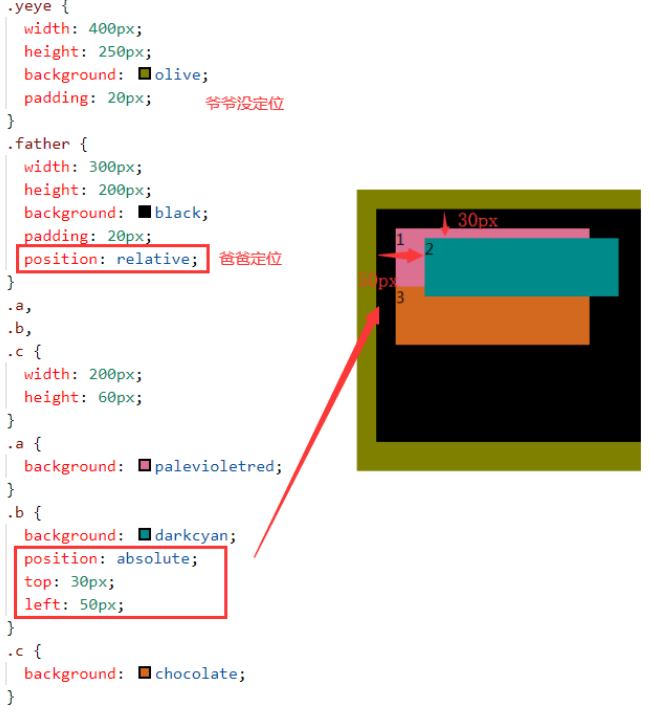 .yeye {
width: 400px;
height: 250px;
background: olive;
padding: 20px;
爷爷没定位
}
.father {
width: 300px;
height: 200px;
background: black;
padding: 20px;
position: relative;
爸爸定位
}
.a,
.b,
.c {
width: 200px;
height: 60px;
}
.a {
background: palevioletred;
}
.b {
background: darkcyan;
position: absolute;
top: 30px;
left: 50px;
}
.c {
background: chocolate;
}
30px
1
2
50px
3